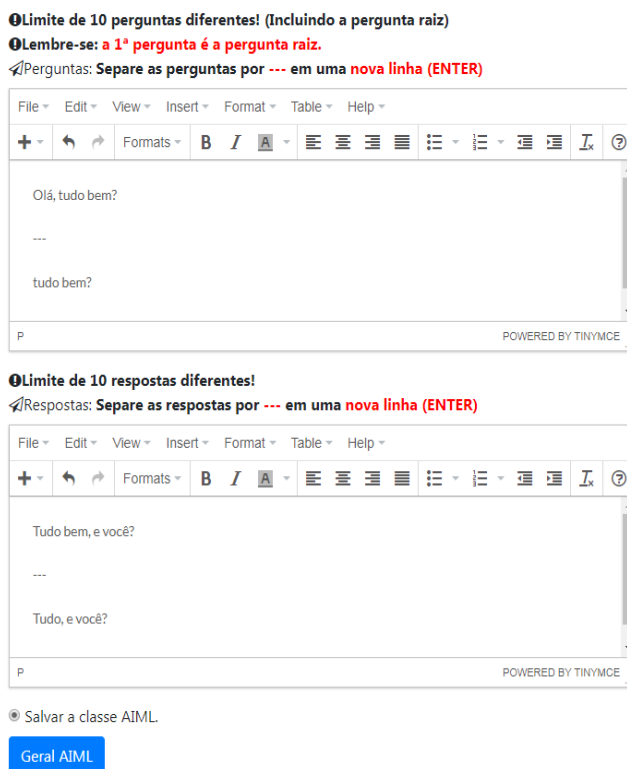 Limite de 10 perguntas diferentes! (Incluindo a pergunta raiz)
Lembre-se: a 1ª pergunta é a pergunta raiz.
Perguntas: Separe as perguntas por --- em uma nova linha (ENTER)
File Edit View Insert Format Table Help
Formats B I A
Olá, tudo bem?
---
tudo bem?
P POWERED BY TINYMCE
Limite de 10 respostas diferentes!
Respostas: Separe as respostas por --- em uma nova linha (ENTER)
File Edit View Insert Format Table Help
Formats B I A
Tudo bem, e você?
---
Tudo, e você?
P POWERED BY TINYMCE
Salvar a classe AIML.
Geral AIML